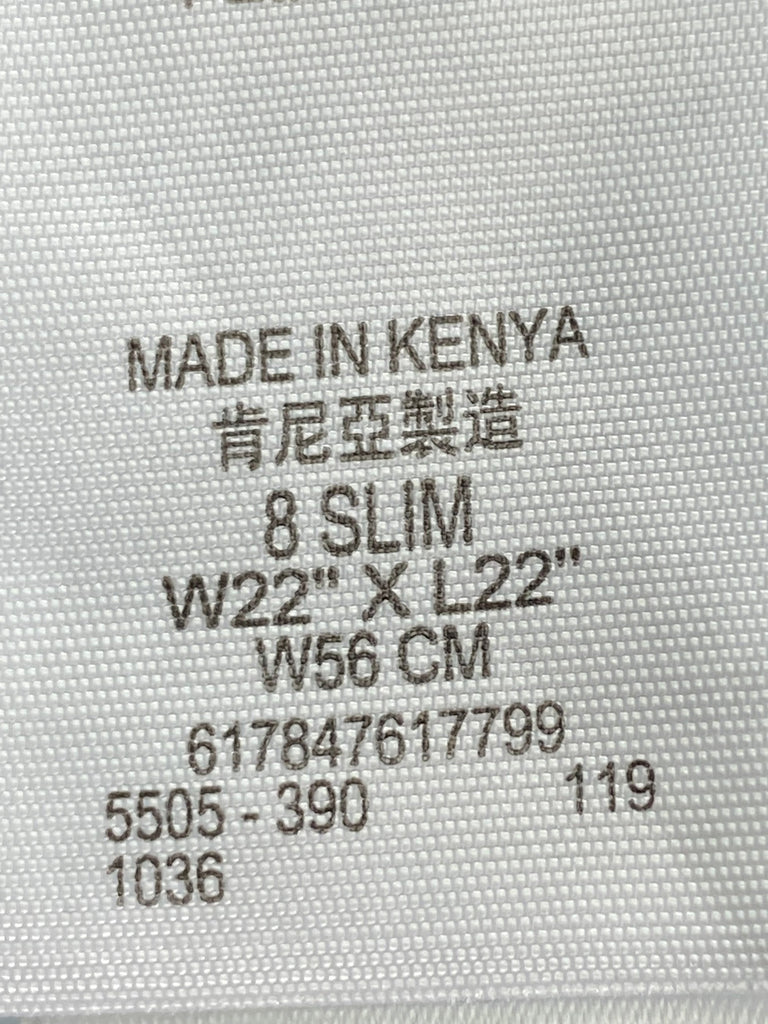 MADE IN KENYA
肯尼亞製造
8 SLIM
W22" X L22"
W56 CM
617847617799
5505 - 390 119
1036